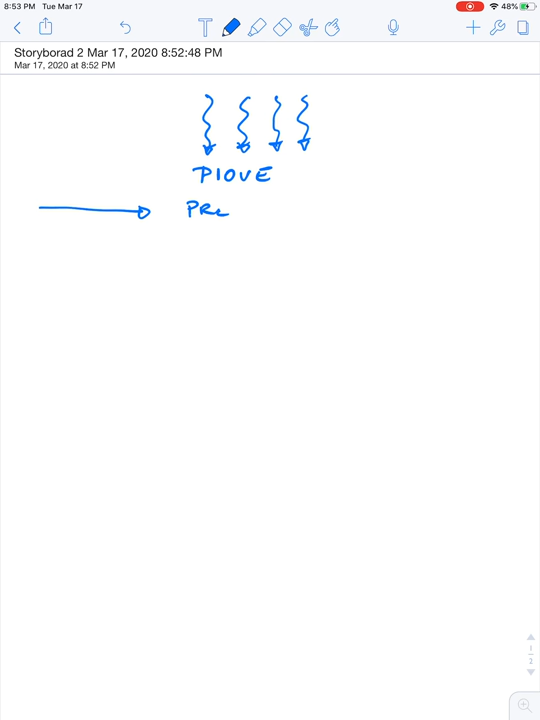 8:53 PM Tue Mar 17
48%
T
Storyborad 2 Mar 17, 2020 8:52:48 PM
Mar 17, 2020 at 8:52 PM
PIOVE
1
2